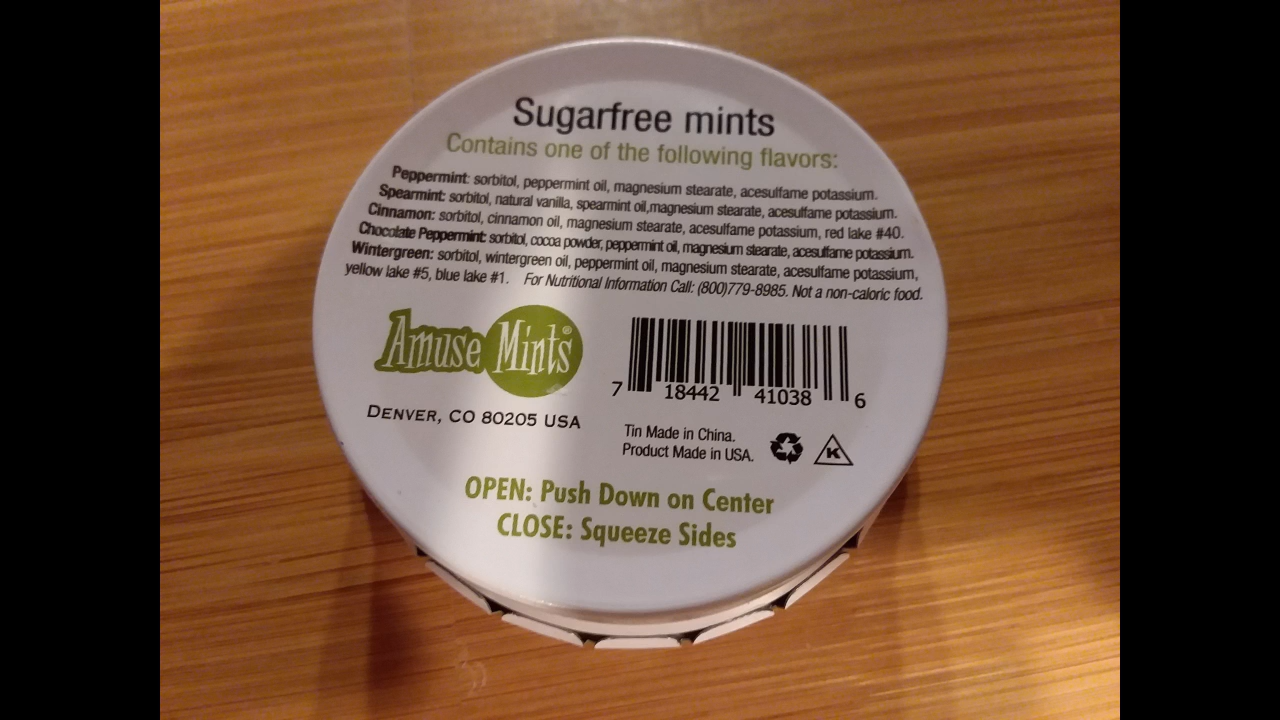 Sugarfree mints
Contains one of the following flavors:
Peppermint: sorbitol, peppermint oil, magnesium stearate, acesulfame potassium.
Spearmint: sorbitol, natural vanilla, spearmint oil,magnesium stearate, acesulfame potassium.
Cinnamon: sorbitol, cinnamon oil, magnesium stearate, acesulfame potassium, red lake #40.
Chocolate Peppermint: sorbitol, cocoa powder, peppermint oil, magnesium stearate, acesulfame potassium.
Wintergreen: sorbitol, wintergreen oil, peppermint oil, magnesium stearate, acesulfame potassium,
yellow lake #5, blue lake #1. For Nutritional Information Call: (800)779-8985. Not a non-caloric food.
Amuse Mints®
DENVER, CO 80205 USA
7 18442 41038 6
Tin Made in China.
Product Made in USA.
K
OPEN: Push Down on Center
CLOSE: Squeeze Sides